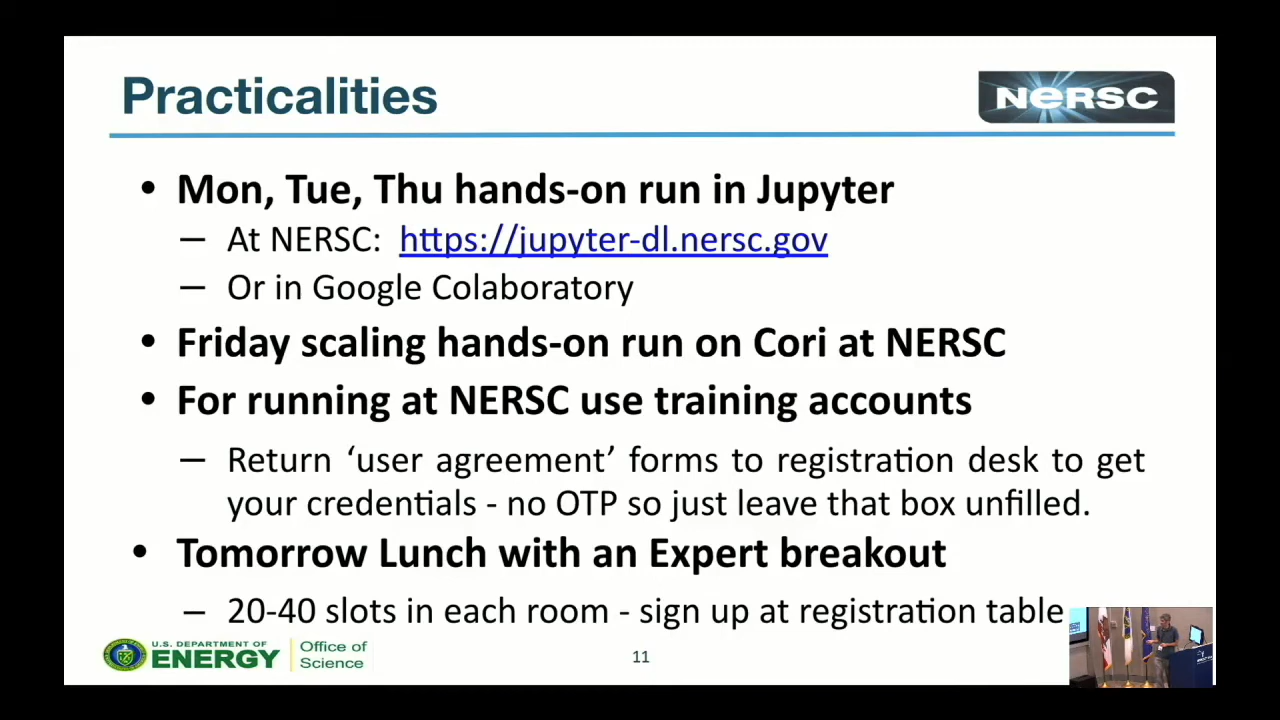 Practicalities
NERSC
• Mon, Tue, Thu hands-on run in Jupyter
– At NERSC: https://jupyter-dl.nersc.gov
– Or in Google Colaboratory
• Friday scaling hands-on run on Cori at NERSC
• For running at NERSC use training accounts
– Return ‘user agreement’ forms to registration desk to get
your credentials - no OTP so just leave that box unfilled.
• Tomorrow Lunch with an Expert breakout
– 20-40 slots in each room - sign up at registration table
U.S. DEPARTMENT OF
ENERGY
Office of
Science
11